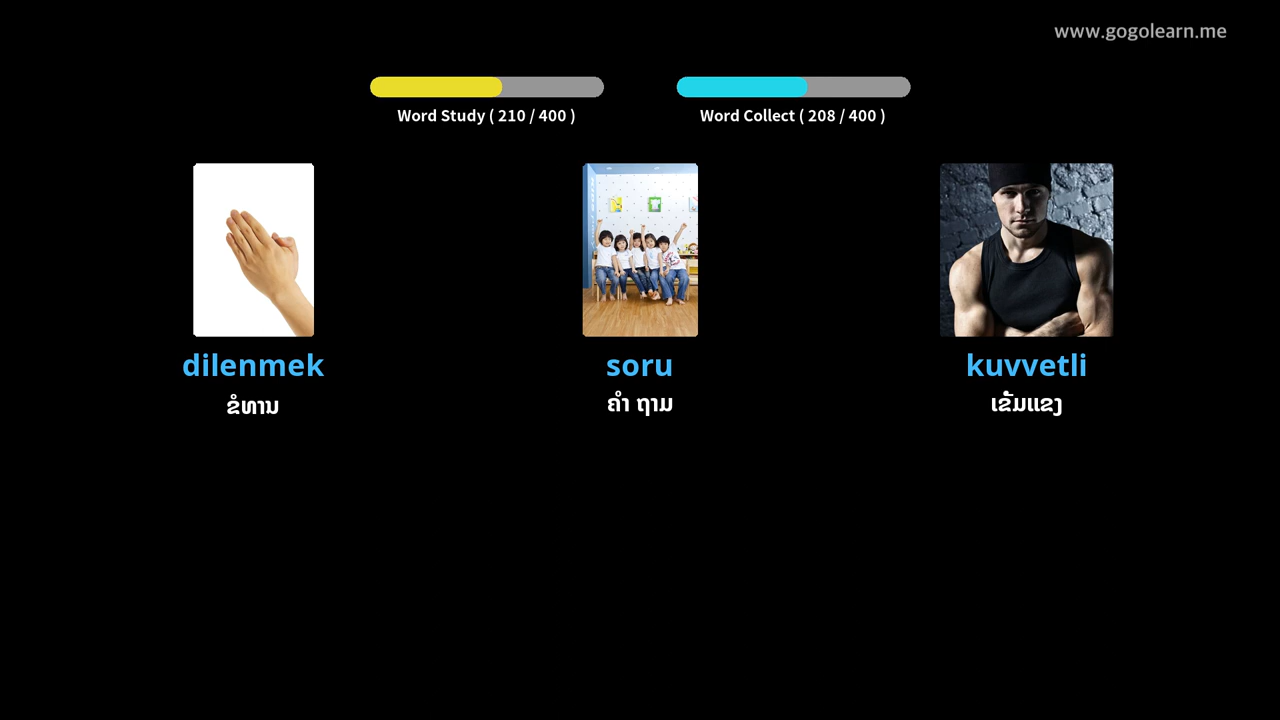 www.gogolearn.me
Word Study ( 210 / 400 )
Word Collect ( 208 / 400 )
dilenmek
ຂໍທານ
soru
ຄຳ ຖາມ
kuvvetli
ເຂັ້ມແຂງ